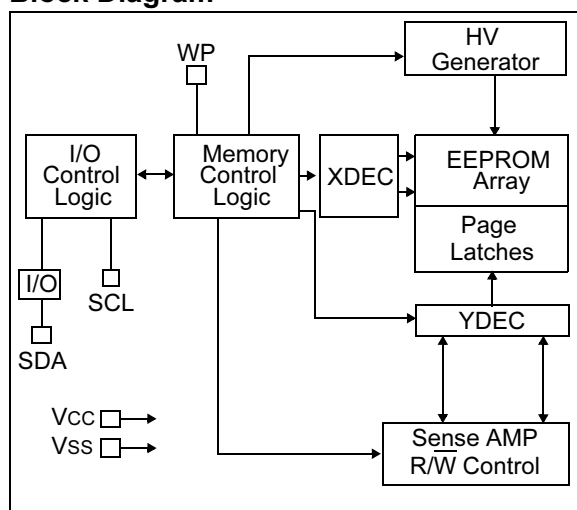 Block Diagram
HV
Generator
WP
I/O
Control
Logic
Memory
Control
Logic
XDEC
EEPROM
Array
Page
Latches
I/O
SCL
SDA
YDEC
VCC
VSS
Sense AMP
R/W̅ Control